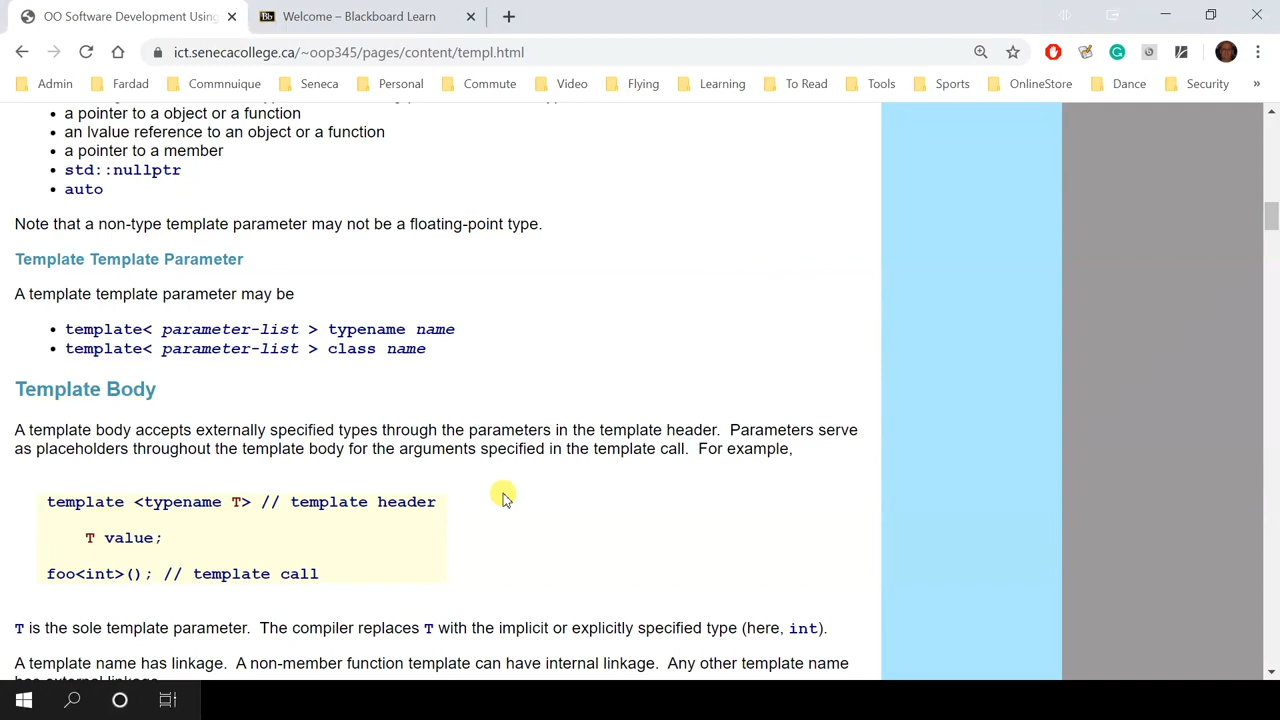 OO Software Development Using
Welcome – Blackboard Learn
ict.senecacollege.ca/~oop345/pages/content/templ.html
Admin
Fardad
Commnuique
Seneca
Personal
Commute
Video
Flying
Learning
To Read
Tools
Sports
OnlineStore
Dance
Security
»
• a pointer to a object or a function
• an lvalue reference to an object or a function
• a pointer to a member
• std::nullptr
• auto
Note that a non-type template parameter may not be a floating-point type.
Template Template Parameter
A template template parameter may be
• template< parameter-list > typename name
• template< parameter-list > class name
Template Body
A template body accepts externally specified types through the parameters in the template header. Parameters serve
as placeholders throughout the template body for the arguments specified in the template call. For example,
template <typename T> // template header
T value;
foo<int>(); // template call
T is the sole template parameter. The compiler replaces T with the implicit or explicitly specified type (here, int).
A template name has linkage. A non-member function template can have internal linkage. Any other template name